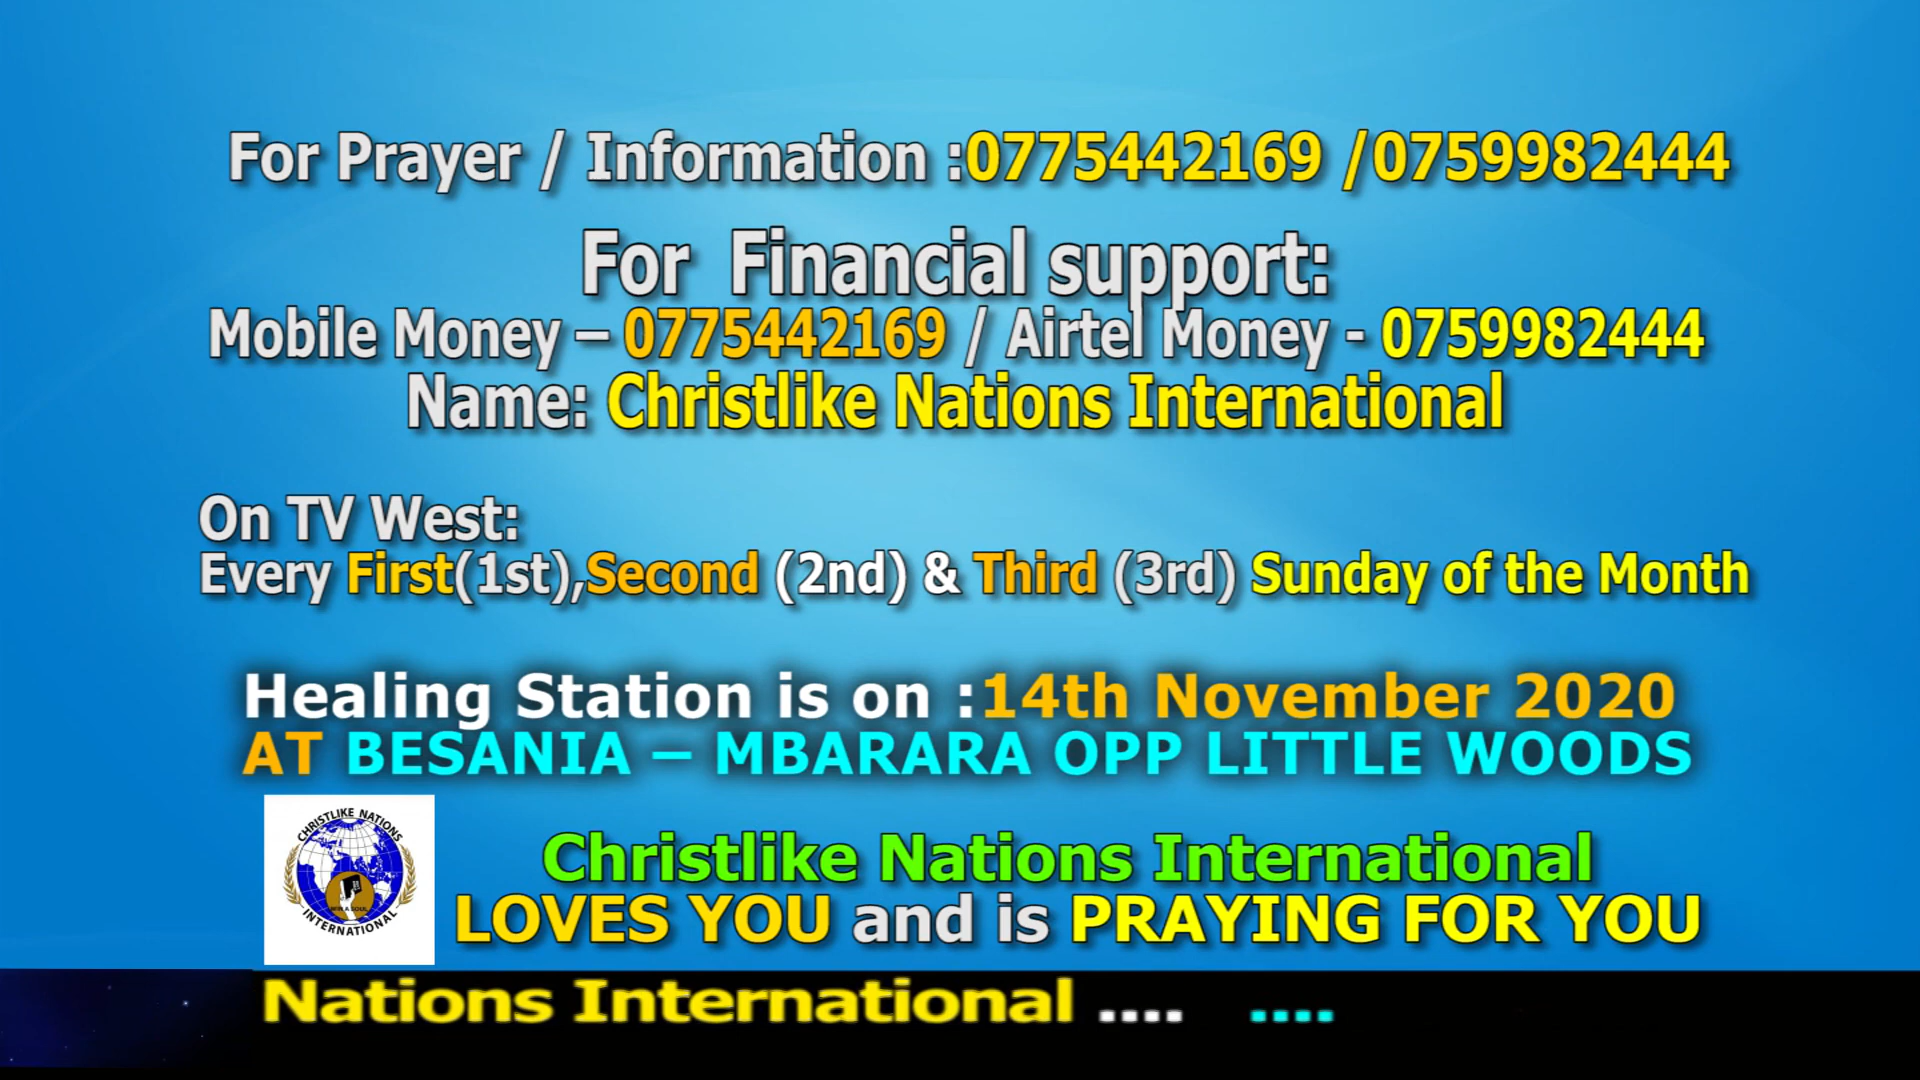 For Prayer / Information :0775442169 /0759982444
For Financial support:
Mobile Money – 0775442169 / Airtel Money - 0759982444
Name: Christlike Nations International
On TV West:
Every First(1st),Second (2nd) & Third (3rd) Sunday of the Month
Healing Station is on :14th November 2020
AT BESANIA – MBARARA OPP LITTLE WOODS
CHRISTLIKE NATIONS
WIN A SOUL
INTERNATIONAL
Christlike Nations International
LOVES YOU and is PRAYING FOR YOU
Nations International .... ....